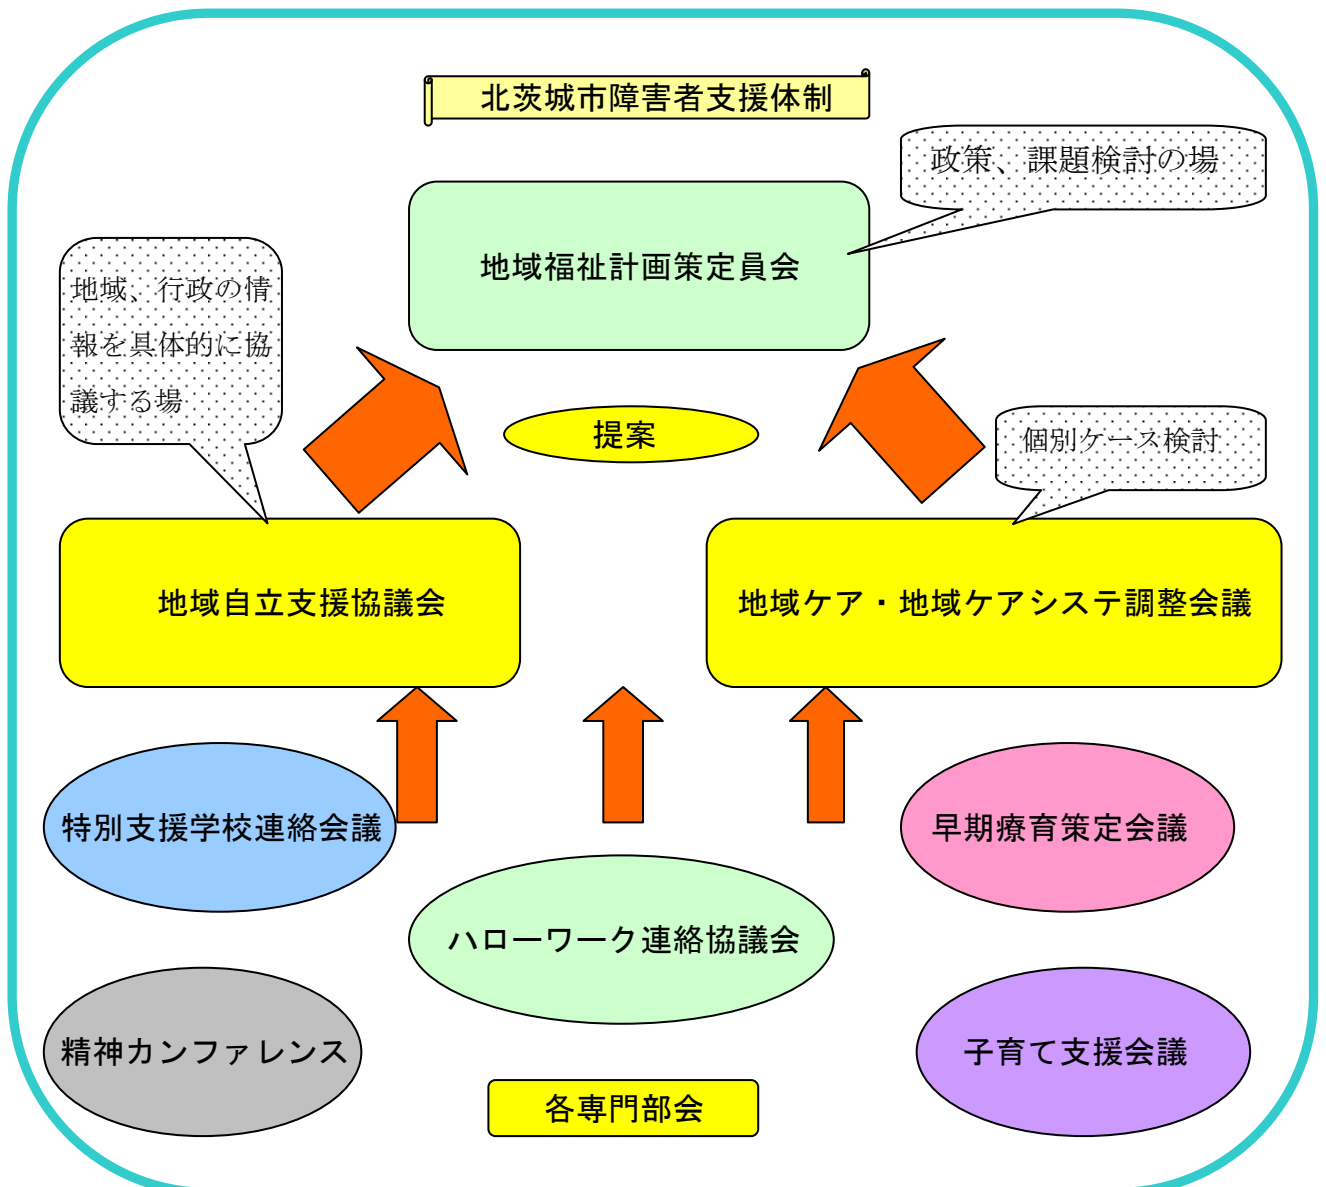 北茨城市障害者支援体制
政策、課題検討の場
地域福祉計画策定員会
地域、行政の情
報を具体的に協
議する場
提案
個別ケース検討
地域自立支援協議会
地域ケア・地域ケアシステ調整会議
特別支援学校連絡会議
早期療育策定会議
ハローワーク連絡協議会
精神カンファレンス
子育て支援会議
各専門部会